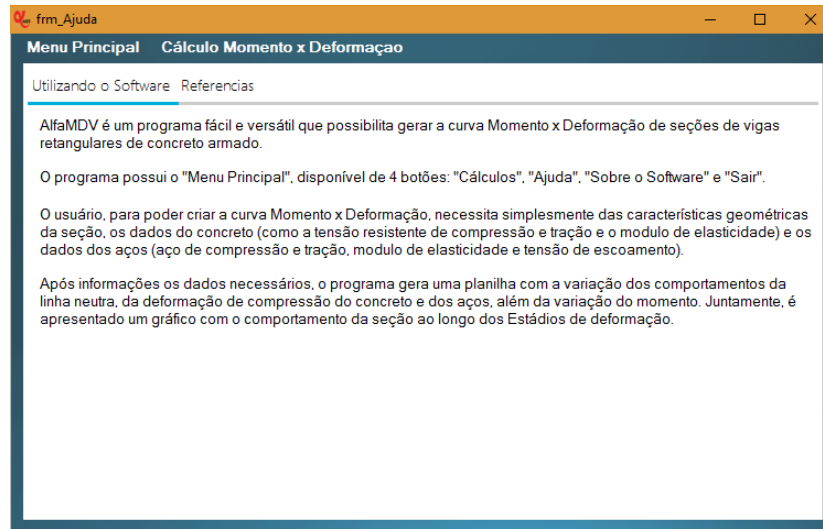 frm_Ajuda
Menu Principal Cálculo Momento x Deformaçao
Utilizando o Software Referencias
AlfaMDV é um programa fácil e versátil que possibilita gerar a curva Momento x Deformação de seções de vigas
retangulares de concreto armado.
O programa possui o "Menu Principal", disponível de 4 botões: "Cálculos", "Ajuda", "Sobre o Software" e "Sair".
O usuário, para poder criar a curva Momento x Deformação, necessita simplesmente das características geométricas
da seção, os dados do concreto (como a tensão resistente de compressão e tração e o modulo de elasticidade) e os
dados dos aços (aço de compressão e tração, modulo de elasticidade e tensão de escoamento).
Após informações os dados necessários, o programa gera uma planilha com a variação dos comportamentos da
linha neutra, da deformação de compressão do concreto e dos aços, além da variação do momento. Juntamente, é
apresentado um gráfico com o comportamento da seção ao longo dos Estádios de deformação.